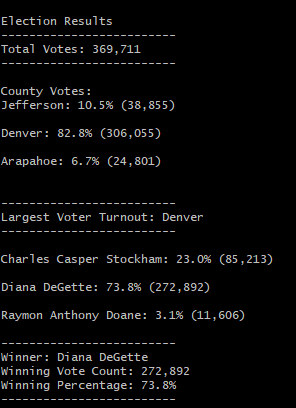 Election Results
-------------------------
Total Votes: 369,711
-------------------------
County Votes:
Jefferson: 10.5% (38,855)
Denver: 82.8% (306,055)
Arapahoe: 6.7% (24,801)
-------------------------
Largest Voter Turnout: Denver
-------------------------
Charles Casper Stockham: 23.0% (85,213)
Diana DeGette: 73.8% (272,892)
Raymon Anthony Doane: 3.1% (11,606)
-------------------------
Winner: Diana DeGette
Winning Vote Count: 272,892
Winning Percentage: 73.8%
-------------------------